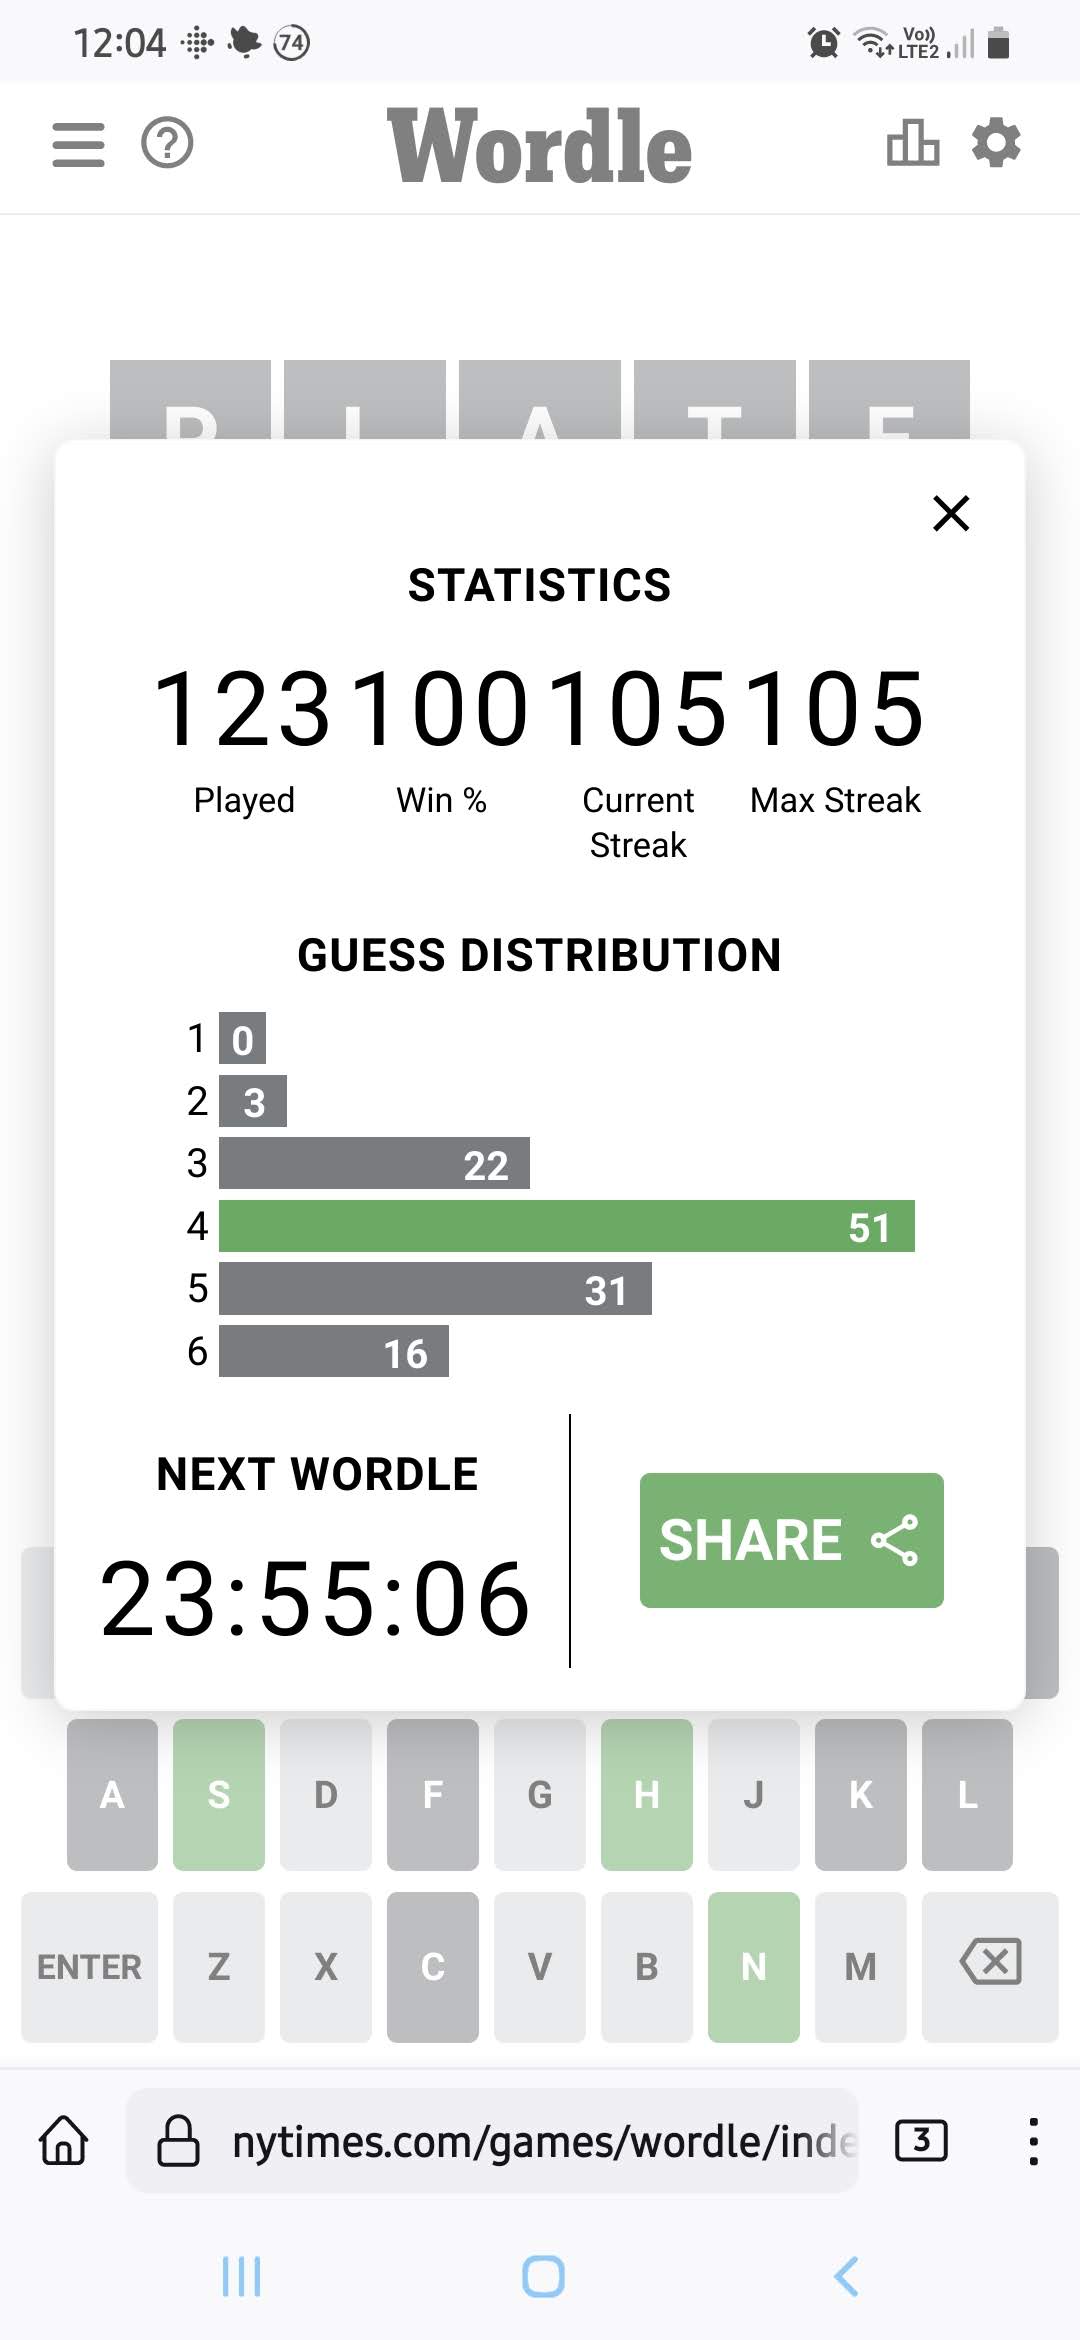 12:04 74 Vo)) LTE2
Wordle
STATISTICS
123 100 105 105
Played Win % Current Streak Max Streak
GUESS DISTRIBUTION
1 0
2 3
3 22
4 51
5 31
6 16
NEXT WORDLE
23:55:06
SHARE
A S D F G H J K L
ENTER Z X C V B N M
nytimes.com/games/wordle/inde
3